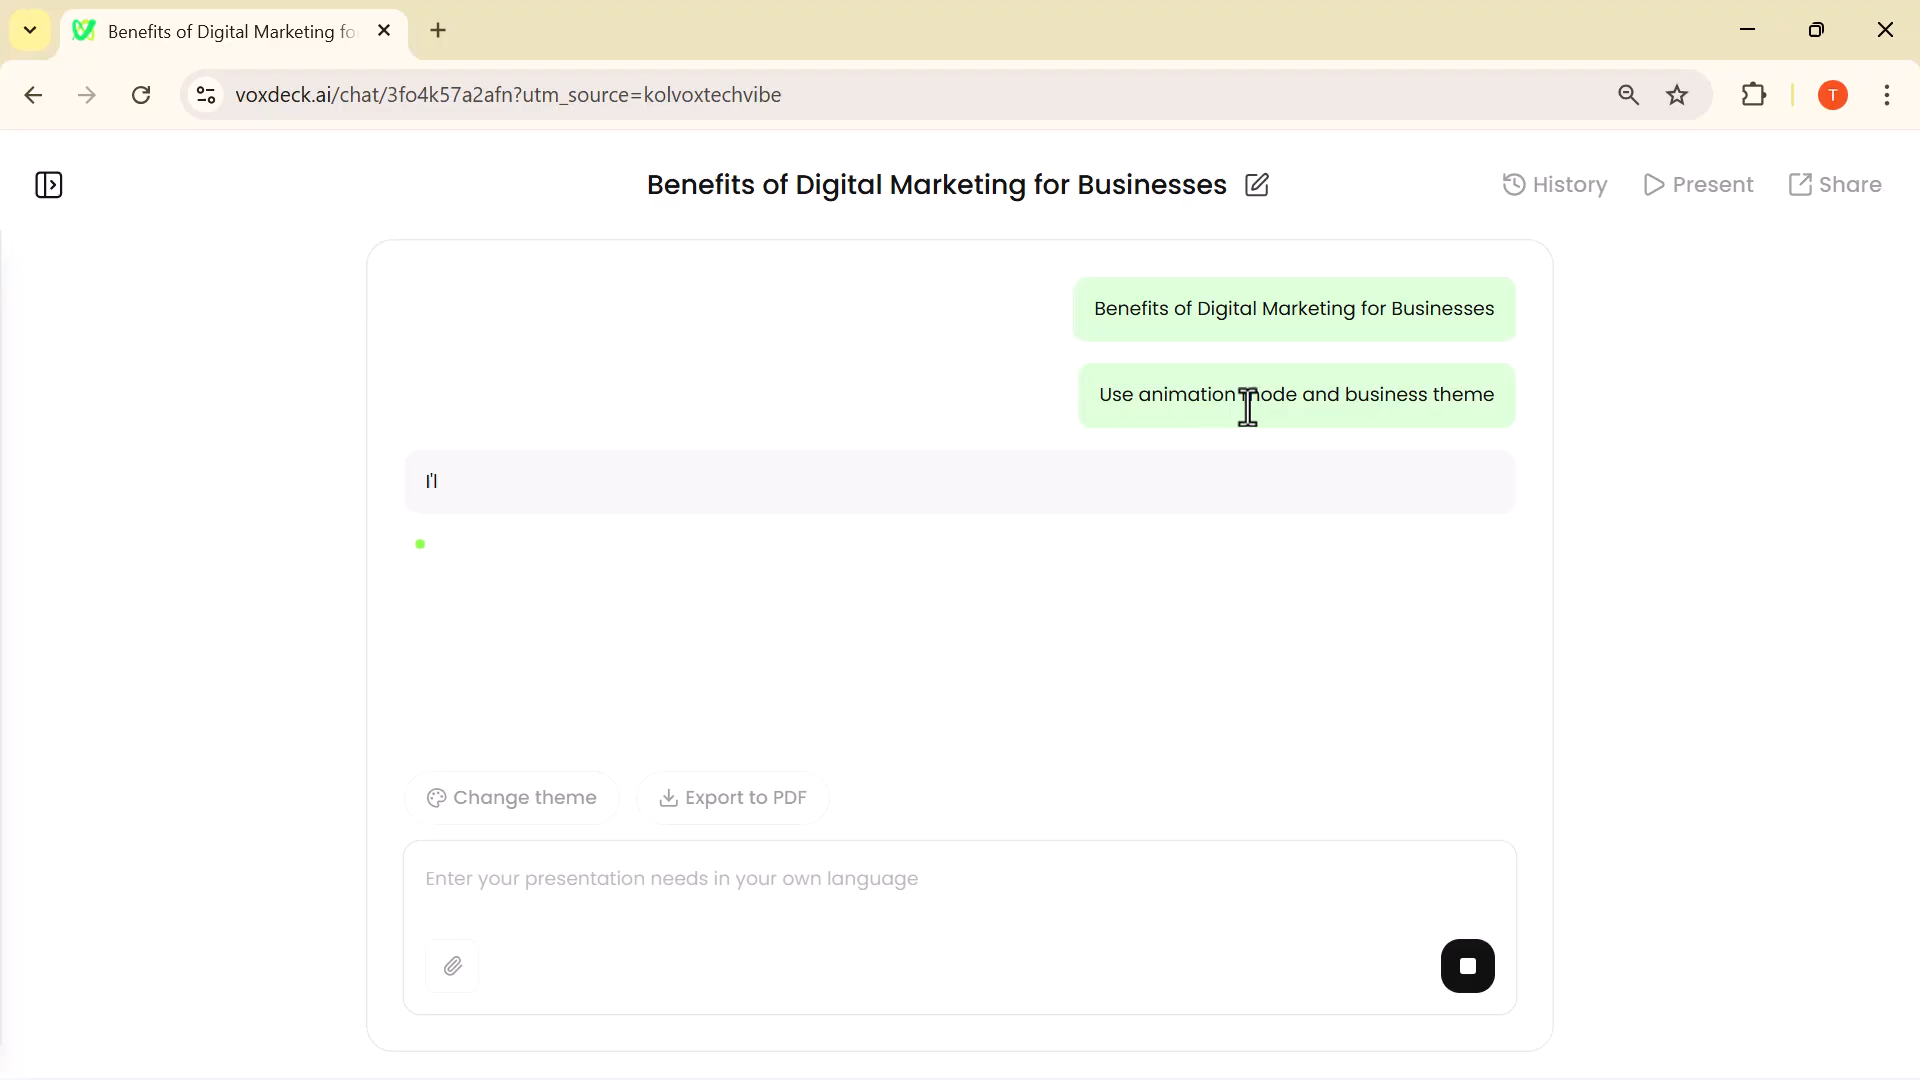 Benefits of Digital Marketing fo
voxdeck.ai/chat/3fo4k57a2afn?utm_source=kolvoxtechvibe
T
Benefits of Digital Marketing for Businesses
History
Present
Share
Benefits of Digital Marketing for Businesses
Use animation mode and business theme
I'l
Change theme
Export to PDF
Enter your presentation needs in your own language